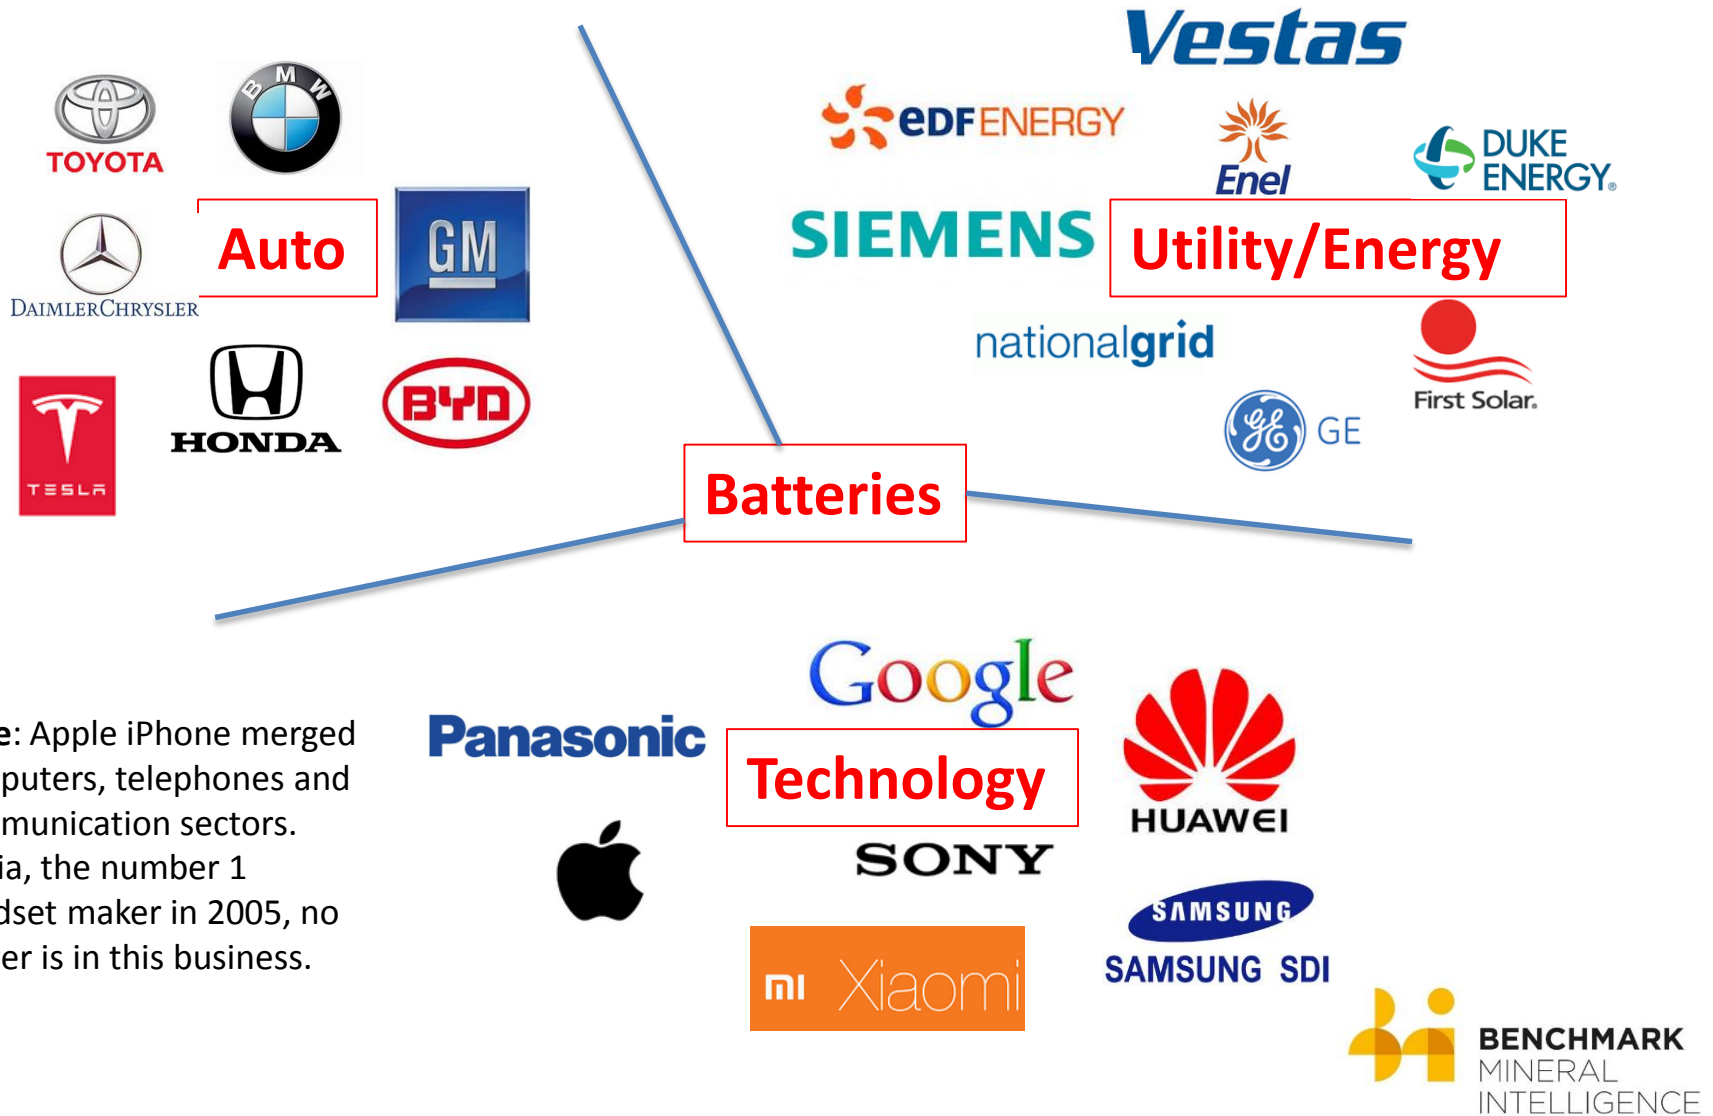 Vestas
BMW
TOYOTA
eDF ENERGY
Enel
DUKE
ENERGY®
Auto
GM
SIEMENS
Utility/Energy
DAIMLERCHRYSLER
nationalgrid
First Solar.
HONDA
BYD
TESLA
GE
GE
Batteries
Google
Panasonic
Technology
HUAWEI
SONY
SAMSUNG
SAMSUNG SDI
mi Xiaomi
e: Apple iPhone merged
puters, telephones and
munication sectors.
ia, the number 1
dset maker in 2005, no
er is in this business.
BENCHMARK
MINERAL
INTELLIGENCE